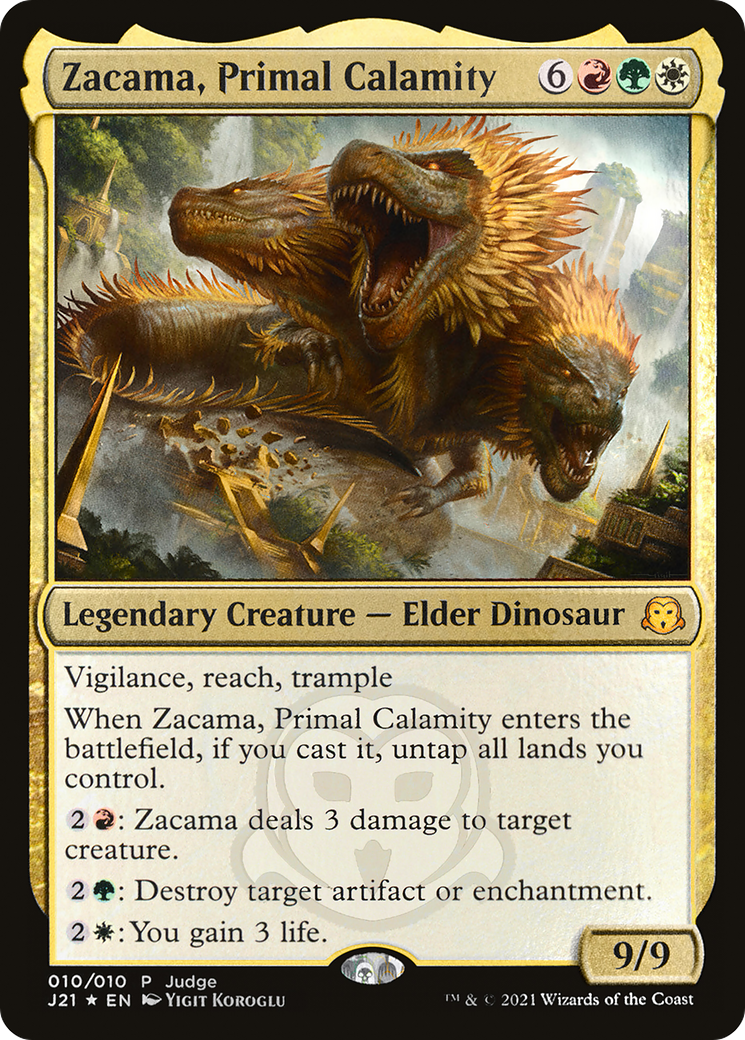 Zacama, Primal Calamity 6
Legendary Creature — Elder Dinosaur
Vigilance, reach, trample
When Zacama, Primal Calamity enters the
battlefield, if you cast it, untap all lands you
control.
2 : Zacama deals 3 damage to target
creature.
2 : Destroy target artifact or enchantment.
2 : You gain 3 life.
9/9
010/010 P Judge
J21 ★ EN Yigit Koroglu
™ & © 2021 Wizards of the Coast